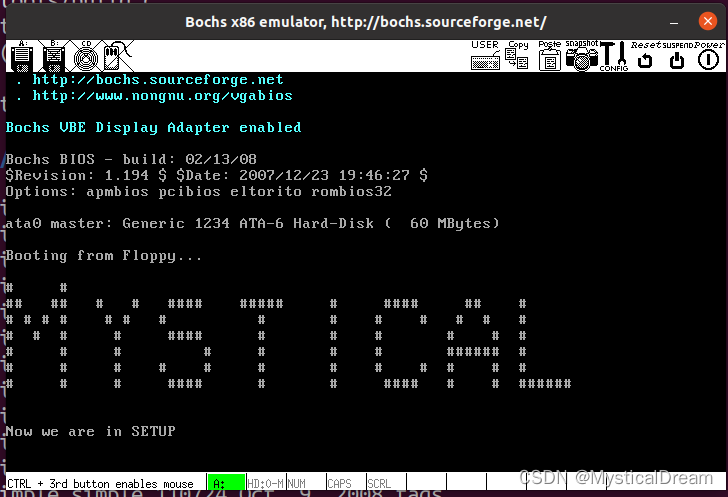 Bochs x86 emulator, http://bochs.sourceforge.net/
A: B: CD
USER Copy Paste snapshot CONFIG Reset SUSPEND Power
. http://bochs.sourceforge.net
. http://www.nongnu.org/vgabios
Bochs VBE Display Adapter enabled
Bochs BIOS - build: 02/13/08
$Revision: 1.194 $ $Date: 2007/12/23 19:46:27 $
Options: apmbios pcibios eltorito rombios32
ata0 master: Generic 1234 ATA-6 Hard-Disk ( 60 MBytes)
Booting from Floppy...
MYSTICAL
Now we are in SETUP
CTRL + 3rd button enables mouse A: HD:0-M NUM CAPS SCRL
CSDN @MysticalDream